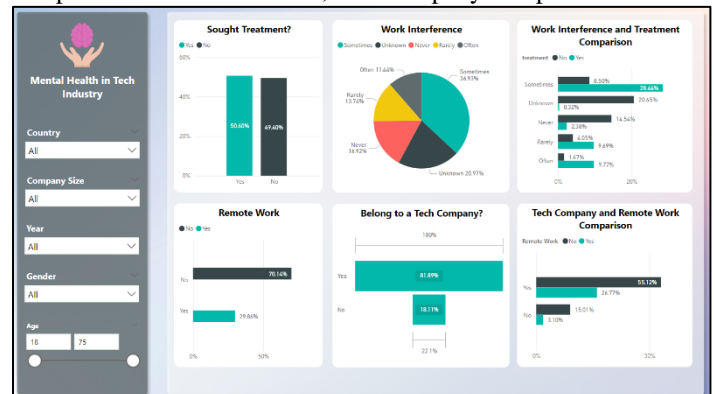 Mental Health in Tech
Industry
Country
All
Company Size
All
Year
All
Gender
All
Age
18
75
Sought Treatment?
Yes No
60%
40%
20%
0%
50.60%
49.40%
Yes
No
Work Interference
Sometimes Unknown Never Rarely Often
Often 11.44%
Sometimes
36.93%
Rarely
13.74%
Never
16.92%
Unknown 20.97%
Work Interference and Treatment
Comparison
treatment No Yes
Sometimes
8.50%
28.44%
Unknown
20.65%
0.32%
Never
14.54%
2.38%
Rarely
4.05%
9.69%
Often
1.67%
9.77%
0%
20%
Remote Work
No Yes
No
70.14%
Yes
29.86%
0%
50%
Belong to a Tech Company?
100%
Yes
81.89%
No
18.11%
22.1%
Tech Company and Remote Work
Comparison
Remote Work No Yes
Yes
55.12%
26.77%
No
15.01%
3.10%
0%
50%